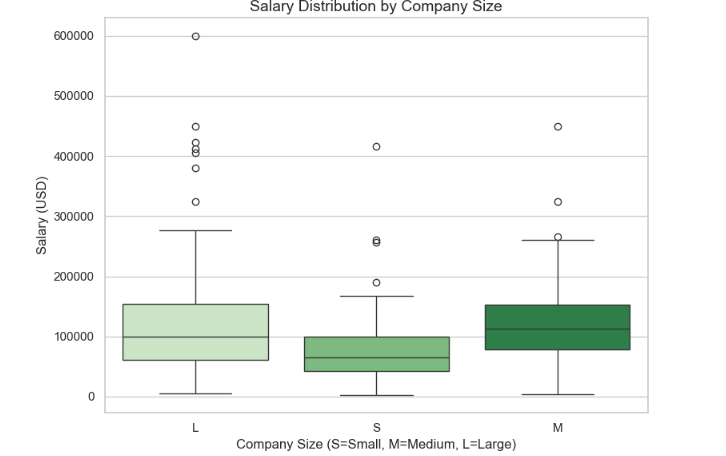 Salary Distribution by Company Size
600000
500000
400000
300000
200000
100000
0
Salary (USD)
L
S
M
Company Size (S=Small, M=Medium, L=Large)